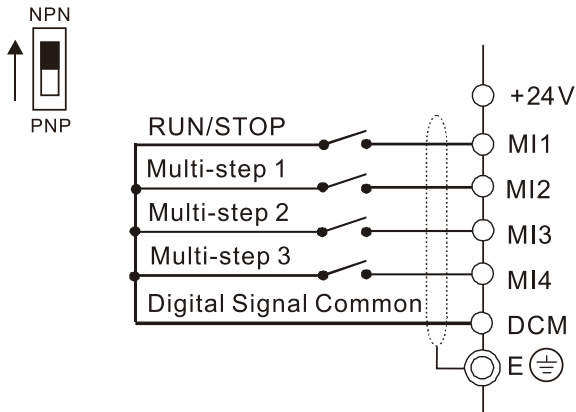 NPN
PNP
+24V
RUN/STOP
MI1
Multi-step 1
MI2
Multi-step 2
MI3
Multi-step 3
MI4
Digital Signal Common
DCM
E